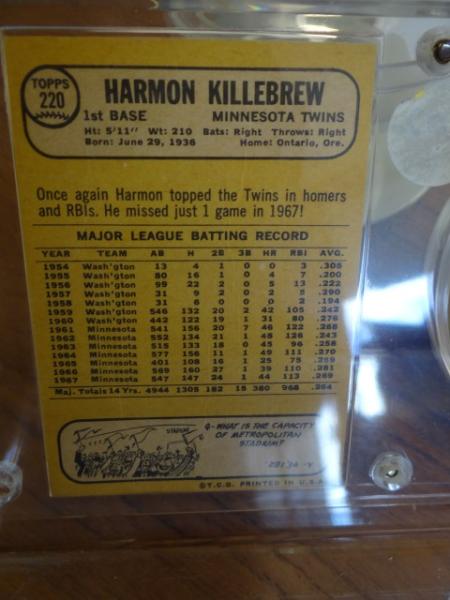 TOPPS
220
HARMON KILLEBREW
1st BASE MINNESOTA TWINS
Ht: 5'11" Wt: 210 Bats: Right Throws: Right
Born: June 29, 1936 Home: Ontario, Ore.
Once again Harmon topped the Twins in homers
and RBIs. He missed just 1 game in 1967!
MAJOR LEAGUE BATTING RECORD
YEAR TEAM AB H 2B 3B HR RBI AVG.
1954 Wash'gton 13 4 1 0 0 3 .308
1955 Wash'gton 80 16 1 0 4 7 .200
1956 Wash'gton 99 22 2 0 5 13 .222
1957 Wash'gton 31 9 2 0 2 5 .290
1958 Wash'gton 31 6 0 0 0 2 .194
1959 Wash'gton 546 132 20 2 42 105 .242
1960 Wash'gton 442 122 19 1 31 80 .276
1961 Minnesota 541 156 20 7 46 122 .288
1962 Minnesota 552 134 21 1 48 126 .243
1963 Minnesota 515 133 18 0 45 96 .258
1964 Minnesota 577 156 11 1 49 111 .270
1965 Minnesota 401 108 16 1 25 75 .269
1966 Minnesota 569 160 27 1 39 110 .281
1967 Minnesota 547 147 24 1 44 113 .269
Maj. Totals 14 Yrs. 4944 1305 182 15 380 968 .264
STADIUM
Q-WHAT IS THE CAPACITY
OF METROPOLITAN
STADIUM?
©T.C.G. PRINTED IN U.S.A.